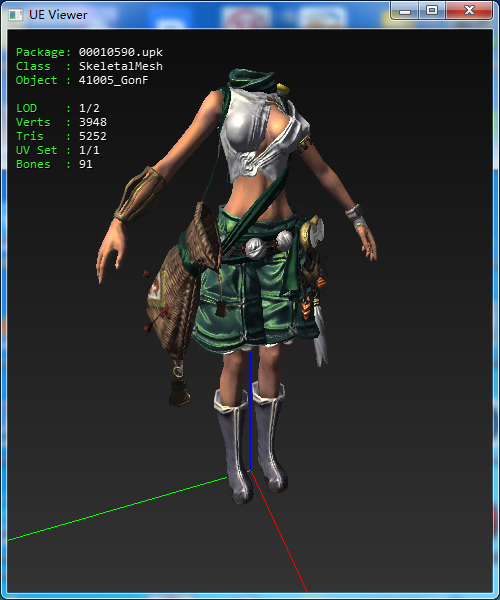 UE Viewer
Package: 00010590.upk
Class : SkeletalMesh
Object : 41005_GonF
LOD : 1/2
Verts : 3948
Tris : 5252
UV Set : 1/1
Bones : 91